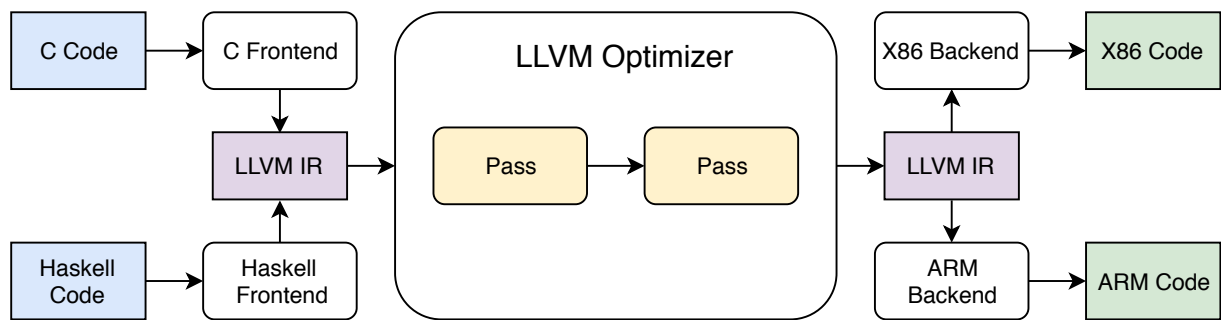 C Code
C Frontend
LLVM Optimizer
X86 Backend
X86 Code
LLVM IR
Pass
Pass
LLVM IR
Haskell
Code
Haskell
Frontend
ARM
Backend
ARM Code